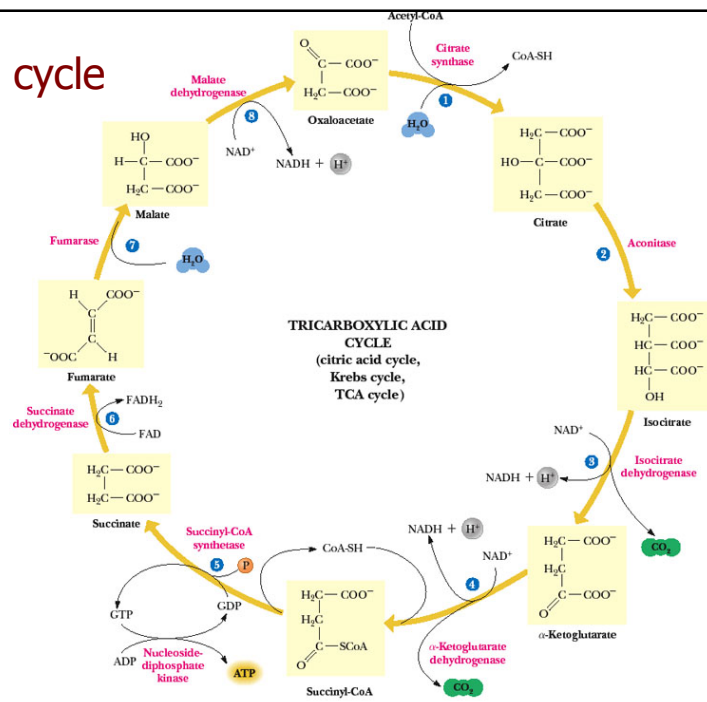 cycle
Acetyl-CoA
Citrate
synthase
CoA-SH
1
H₂O
O
C — COO⁻
H₂C — COO⁻
Oxaloacetate
Malate
dehydrogenase
8
NAD⁺
NADH + H⁺
HO
H — C — COO⁻
H₂C — COO⁻
Malate
H₂C — COO⁻
HO — C — COO⁻
H₂C — COO⁻
Citrate
Fumarase
7
H₂O
2
Aconitase
H
COO⁻
C
C
⁻OOC
H
Fumarate
TRICARBOXYLIC ACID
CYCLE
(citric acid cycle,
Krebs cycle,
TCA cycle)
H₂C — COO⁻
HC — COO⁻
HC — COO⁻
OH
Isocitrate
Succinate
dehydrogenase
6
FADH₂
FAD
NAD⁺
3
Isocitrate
dehydrogenase
NADH + H⁺
CO₂
H₂C — COO⁻
H₂C — COO⁻
Succinate
Succinyl-CoA
synthetase
5
P
CoA-SH
NADH + H⁺
NAD⁺
4
H₂C — COO⁻
H₂C
C — COO⁻
O
α-Ketoglutarate
GTP
GDP
ADP
Nucleoside-
diphosphate
kinase
ATP
H₂C — COO⁻
H₂C
C — SCoA
O
Succinyl-CoA
α-Ketoglutarate
dehydrogenase
CO₂